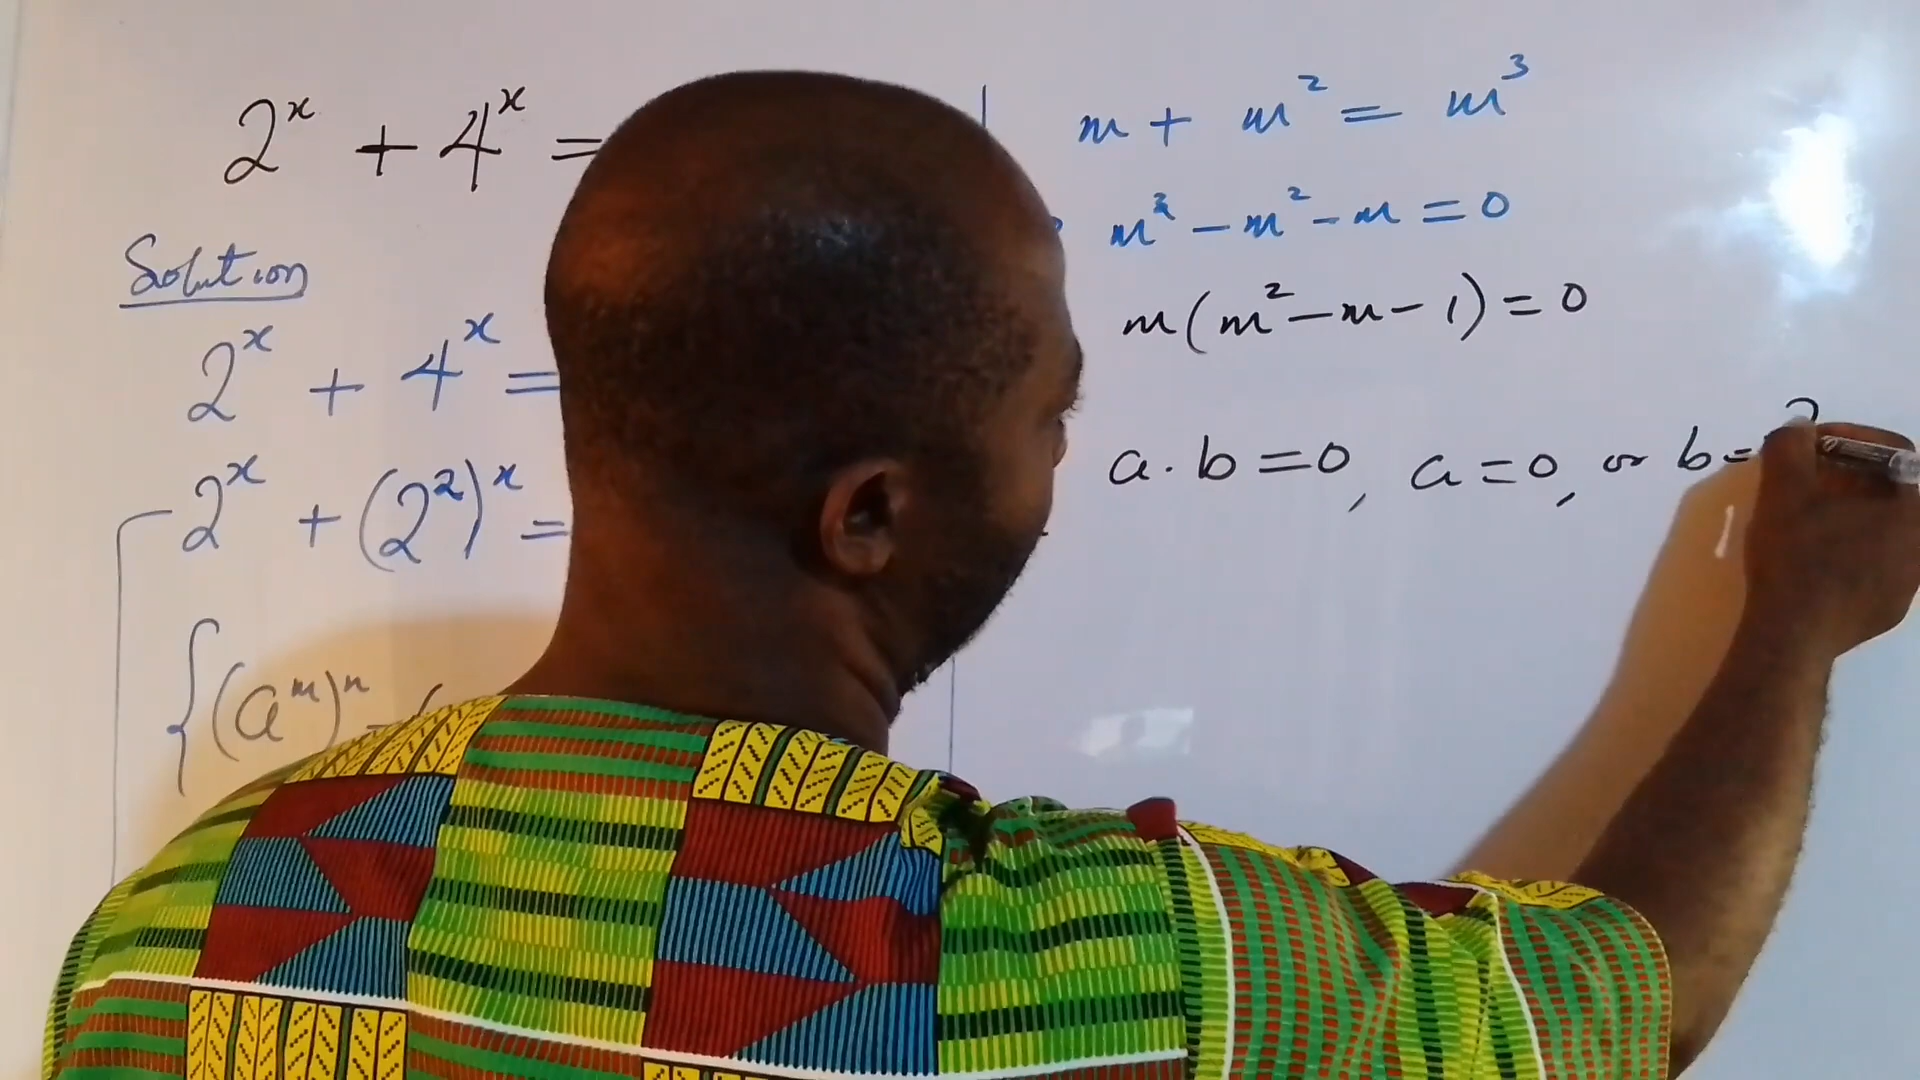 2ˣ + 4ˣ =
Solution
2ˣ + 4ˣ =
2ˣ + (2²)ˣ =
{(aᵐ)ⁿ = (
m + m² = m³
m³ - m² - m = 0
m(m² - m - 1) = 0
a . b = 0, a = 0, or b =